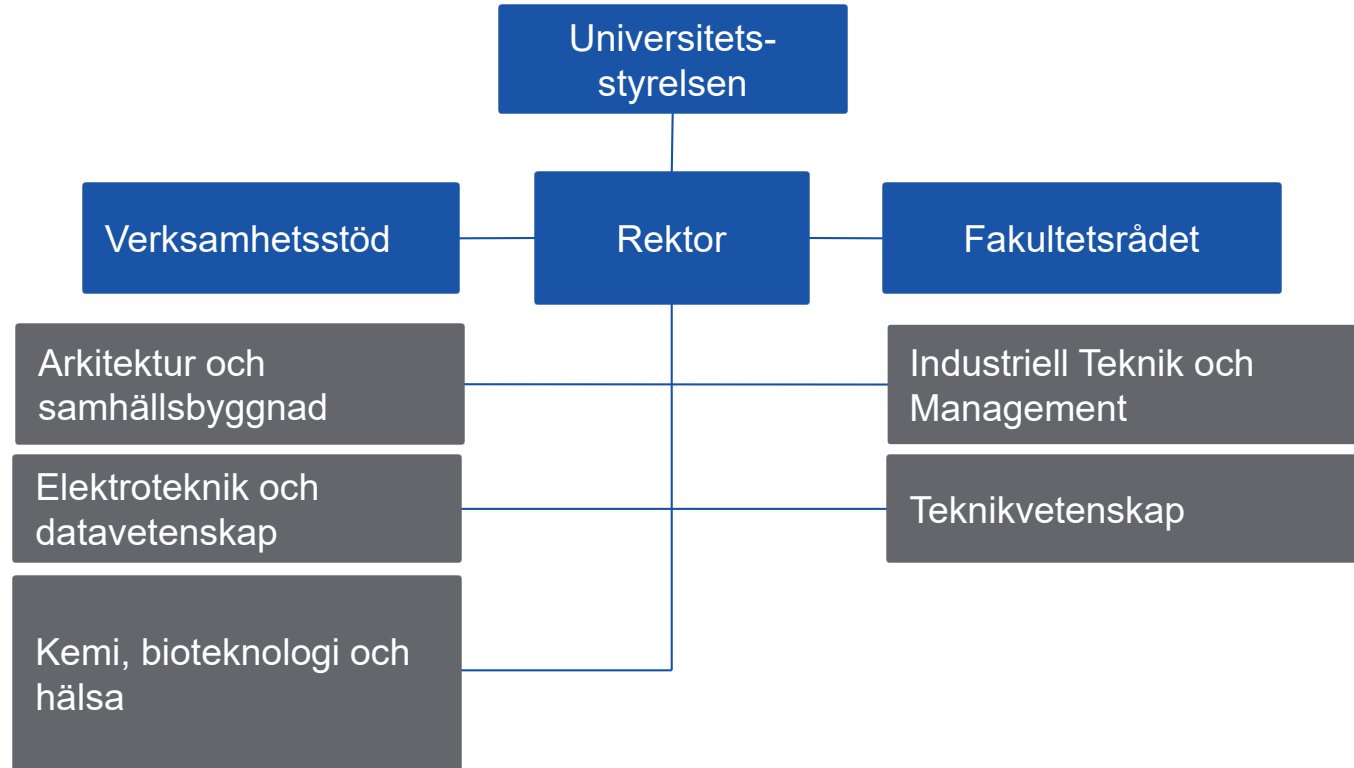 Universitets-
styrelsen
Verksamhetsstöd
Rektor
Fakultetsrådet
Arkitektur och
samhällsbyggnad
Industriell Teknik och
Management
Elektroteknik och
datavetenskap
Teknikvetenskap
Kemi, bioteknologi och
hälsa